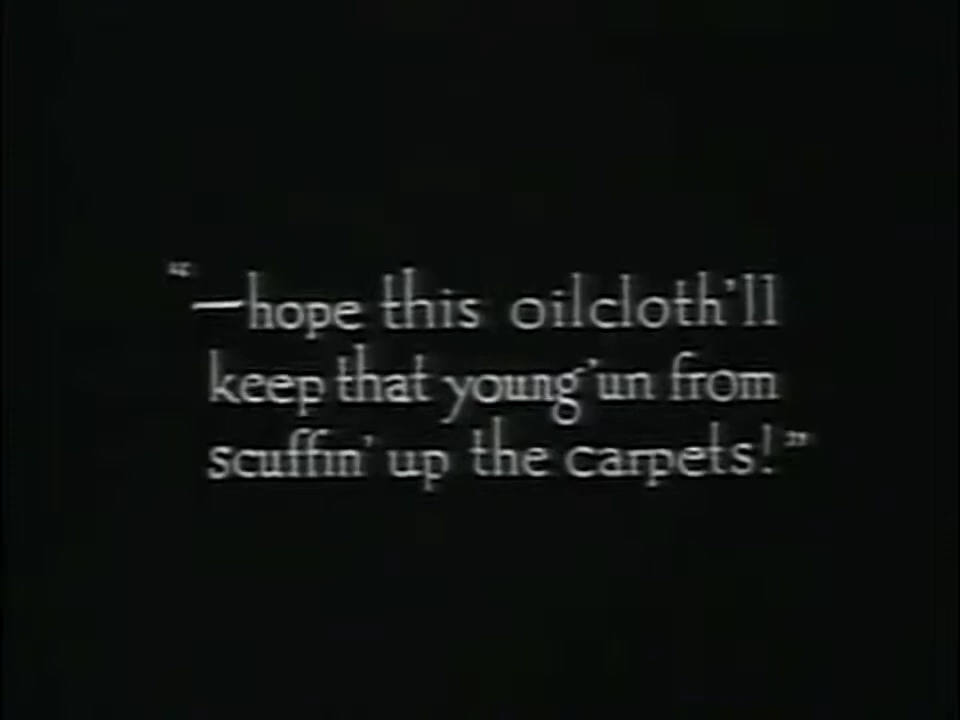 “—hope this oilcloth'll
keep that young'un from
scuffin' up the carpets!”